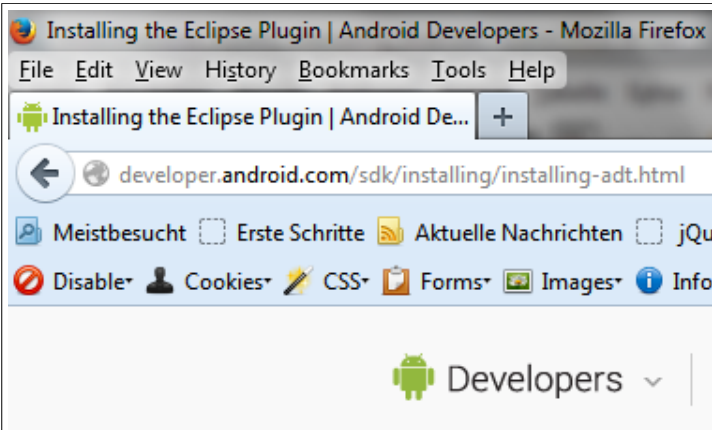 Installing the Eclipse Plugin | Android Developers - Mozilla Firefox
File Edit View History Bookmarks Tools Help
Installing the Eclipse Plugin | Android De... +
developer.android.com/sdk/installing/installing-adt.html
Meistbesucht Erste Schritte Aktuelle Nachrichten jQu
Disable Cookies CSS Forms Images Info
Developers